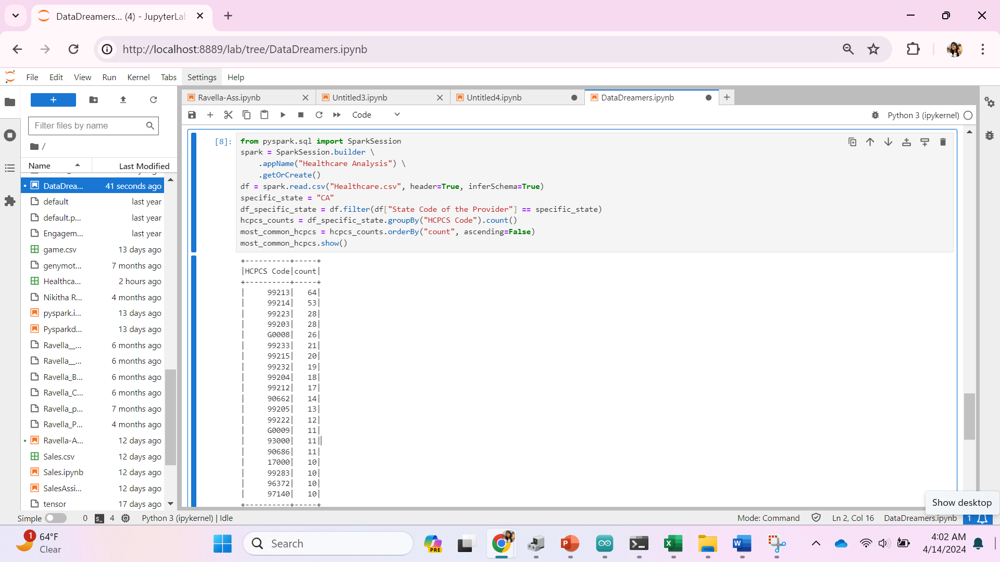 DataDreamers... (4) - JupyterLab
http://localhost:8889/lab/tree/DataDreamers.ipynb
File Edit View Run Kernel Tabs Settings Help
Filter files by name
/
Name Last Modified
DataDrea... 41 seconds ago
default last year
default.p... last year
Engagem... last year
game.csv 13 days ago
genymot... 7 months ago
Healthca... 2 hours ago
Nikitha R... 4 months ago
pyspark.i... 13 days ago
Pysparkd... 13 days ago
Ravella__... 6 months ago
Ravella__... 6 months ago
Ravella_B... 6 months ago
Ravella_C... 6 months ago
Ravella_p... 7 months ago
Ravella_P... 4 months ago
Ravella-A... 12 days ago
Sales.csv 12 days ago
Sales.ipynb 12 days ago
SalesAssi... 12 days ago
tensor 17 days ago
Ravella-Ass.ipynb Untitled3.ipynb Untitled4.ipynb DataDreamers.ipynb
Code Python 3 (ipykernel)
[8]: from pyspark.sql import SparkSession
spark = SparkSession.builder \
.appName("Healthcare Analysis") \
.getOrCreate()
df = spark.read.csv("Healthcare.csv", header=True, inferSchema=True)
specific_state = "CA"
df_specific_state = df.filter(df["State Code of the Provider"] == specific_state)
hcpcs_counts = df_specific_state.groupBy("HCPCS Code").count()
most_common_hcpcs = hcpcs_counts.orderBy("count", ascending=False)
most_common_hcpcs.show()
+----------+-----+
|HCPCS Code|count|
+----------+-----+
|     99213|   64|
|     99214|   53|
|     99223|   28|
|     99203|   28|
|     G0008|   26|
|     99233|   21|
|     99215|   20|
|     99232|   19|
|     99204|   18|
|     99212|   17|
|     90662|   14|
|     99205|   13|
|     99222|   12|
|     G0009|   11|
|     93000|   11|
|     90686|   11|
|     17000|   10|
|     99283|   10|
|     96372|   10|
|     97140|   10|
+----------+-----+
Show desktop
Simple 0 4 Python 3 (ipykernel) | Idle Mode: Command Ln 2, Col 16 DataDreamers.ipynb 1
1 64°F
Clear
Search
PRE
4:02 AM
4/14/2024